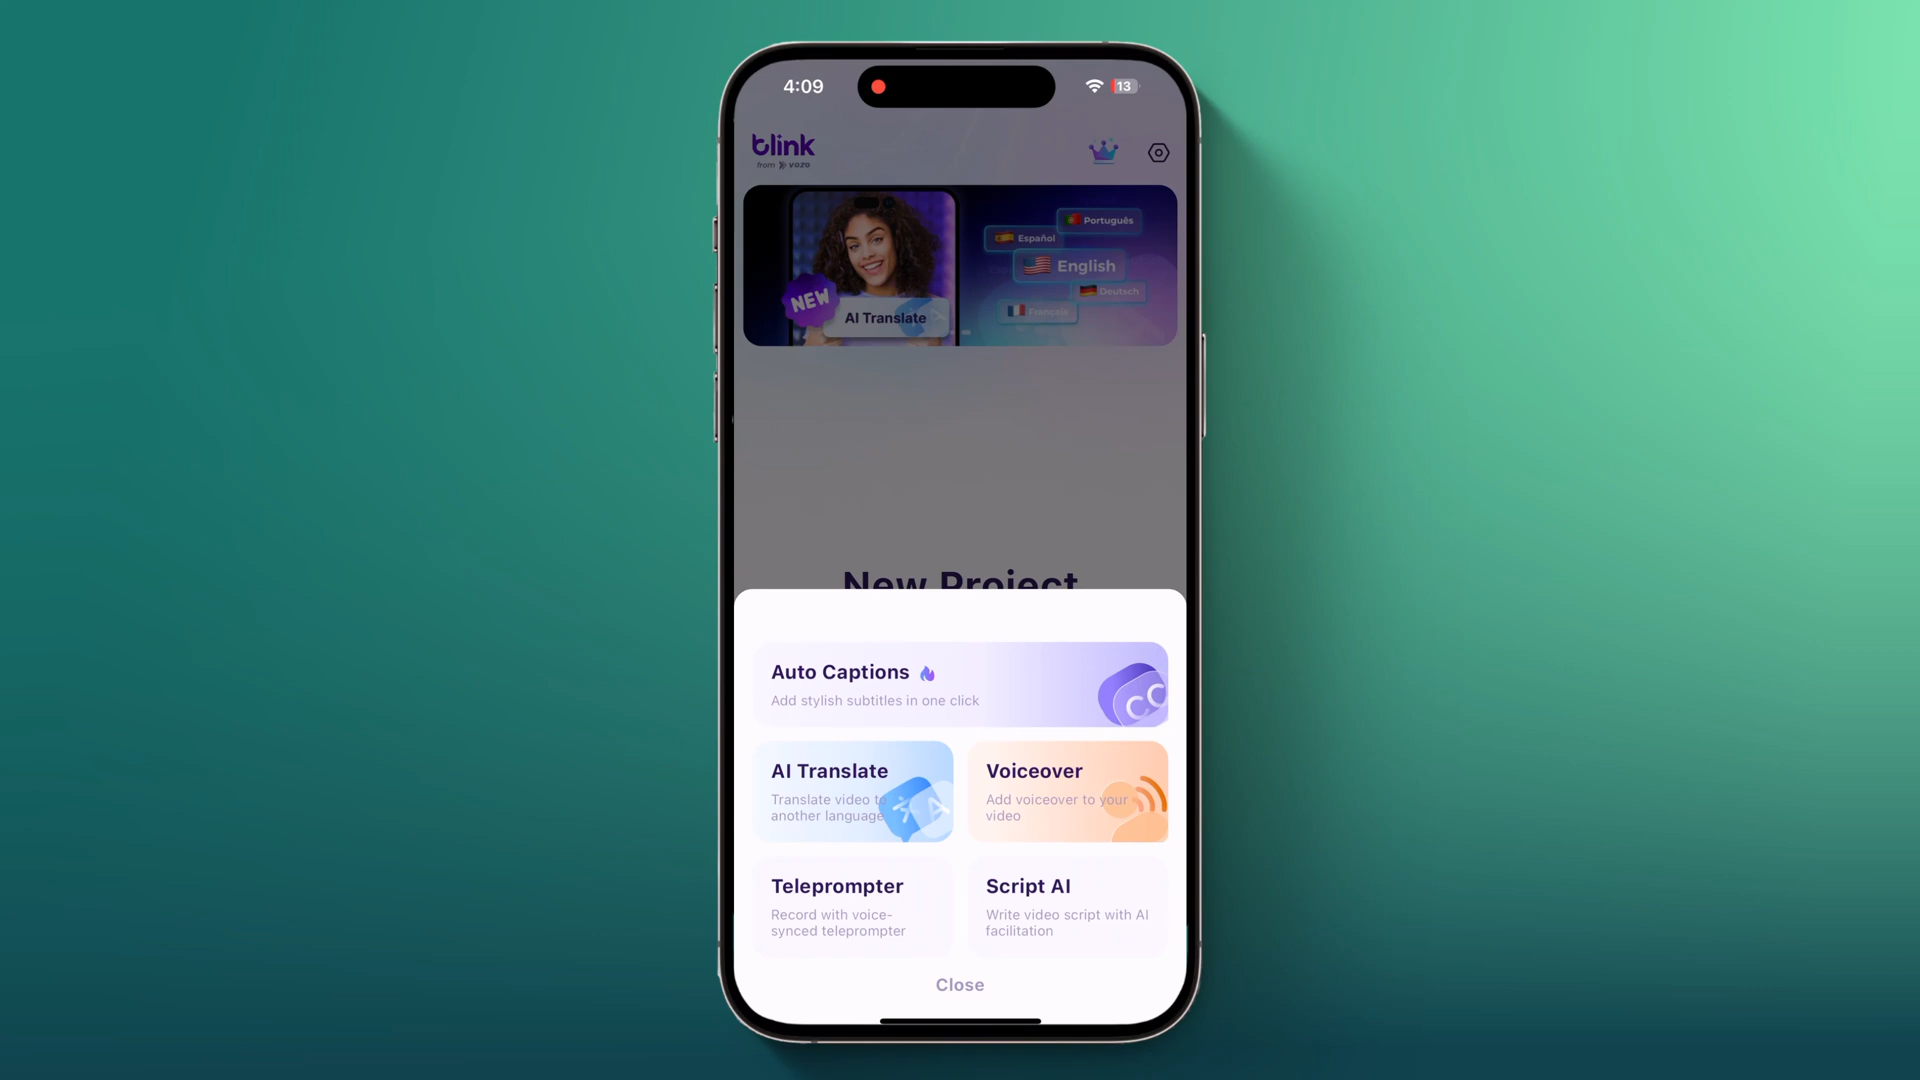 4:09
13
blink
from vozo
Português
Español
English
Deutsch
Français
NEW
AI Translate
New Project
Auto Captions
Add stylish subtitles in one click
CC
AI Translate
Translate video to
another language
Voiceover
Add voiceover to your
video
Teleprompter
Record with voice-
synced teleprompter
Script AI
Write video script with AI
facilitation
Close